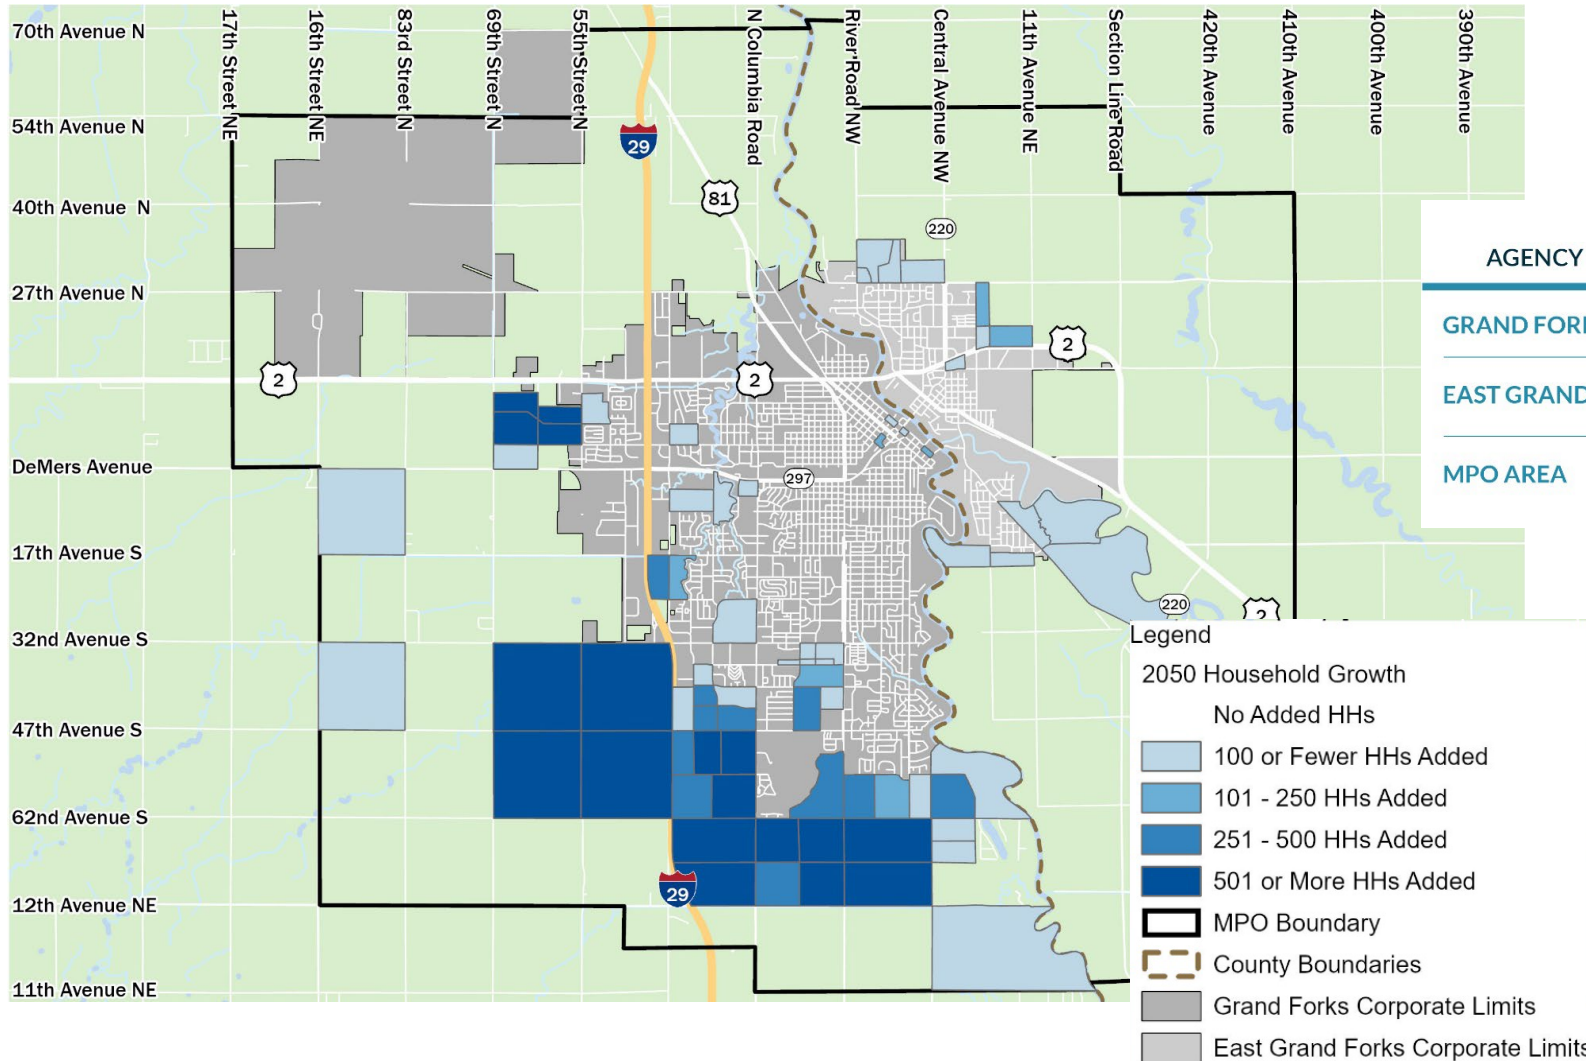 17th Street NE
16th Street NE
83rd Street N
69th Street N
55th Street N
N Columbia Road
River Road NW
Central Avenue NW
11th Avenue NE
Section Line Road
420th Avenue
410th Avenue
400th Avenue
390th Avenue
70th Avenue N
54th Avenue N
29
40th Avenue N
81
220
27th Avenue N
2
2
2
DeMers Avenue
297
17th Avenue S
220
2
32nd Avenue S
47th Avenue S
62nd Avenue S
29
12th Avenue NE
11th Avenue NE
AGENCY
GRAND FOR
EAST GRAND
MPO AREA
Legend
2050 Household Growth
No Added HHs
100 or Fewer HHs Added
101 - 250 HHs Added
251 - 500 HHs Added
501 or More HHs Added
MPO Boundary
County Boundaries
Grand Forks Corporate Limits
East Grand Forks Corporate Limits